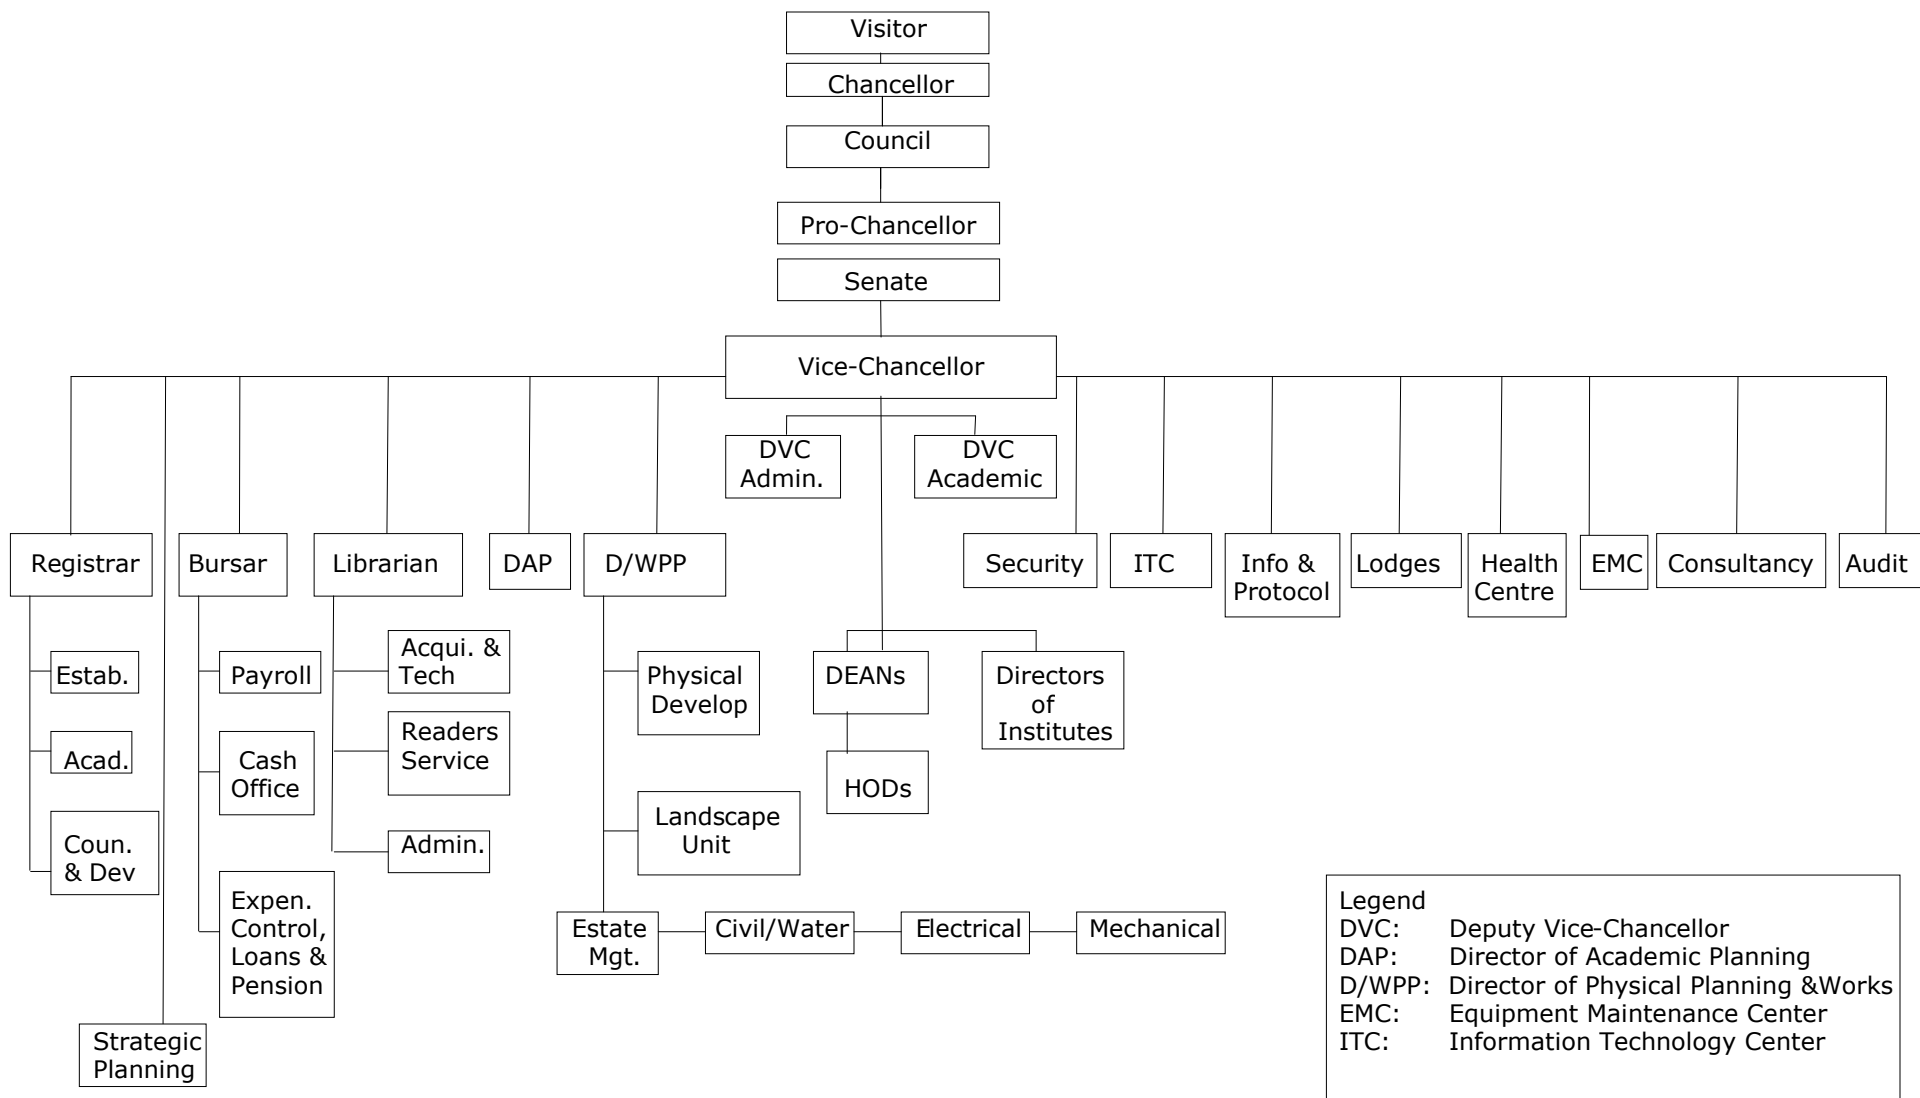 Visitor
Chancellor
Council
Pro-Chancellor
Senate
Vice-Chancellor
DVC
Admin.
DVC
Academic
Registrar
Bursar
Librarian
DAP
D/WPP
Security
ITC
Info &
Protocol
Lodges
Health
Centre
EMC
Consultancy
Audit
Estab.
Acad.
Coun.
& Dev
Payroll
Cash
Office
Expen.
Control,
Loans &
Pension
Acqui. &
Tech
Readers
Service
Admin.
Physical
Develop
Landscape
Unit
Estate
Mgt.
Civil/Water
Electrical
Mechanical
DEANs
HODs
Directors
of
Institutes
Strategic
Planning
Legend
DVC: Deputy Vice-Chancellor
DAP: Director of Academic Planning
D/WPP: Director of Physical Planning &Works
EMC: Equipment Maintenance Center
ITC: Information Technology Center